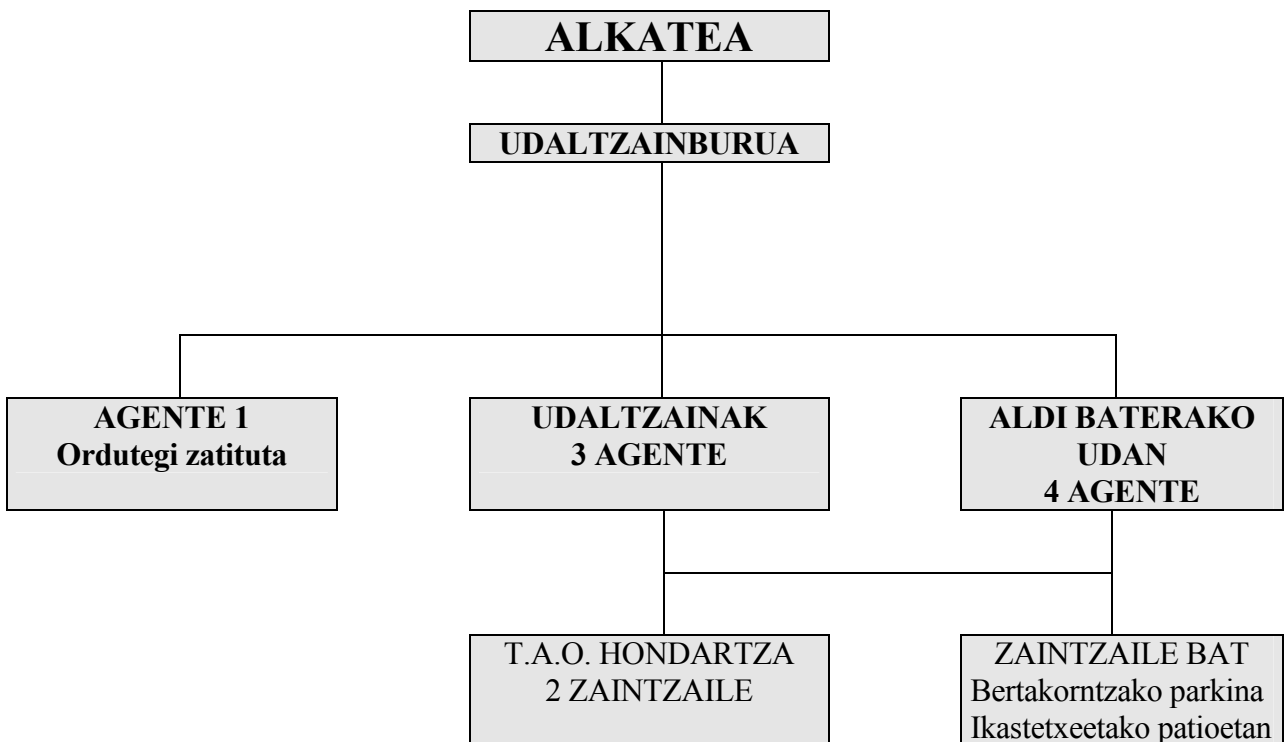 ALKATEA
UDALTZAINBURUA
AGENTE 1
Ordutegi zatituta
UDALTZAINAK
3 AGENTE
ALDI BATERAKO
UDAN
4 AGENTE
T.A.O. HONDARTZA
2 ZAINTZAILE
ZAINTZAILE BAT
Bertakorntzako parkina
Ikastetxeetako patioetan